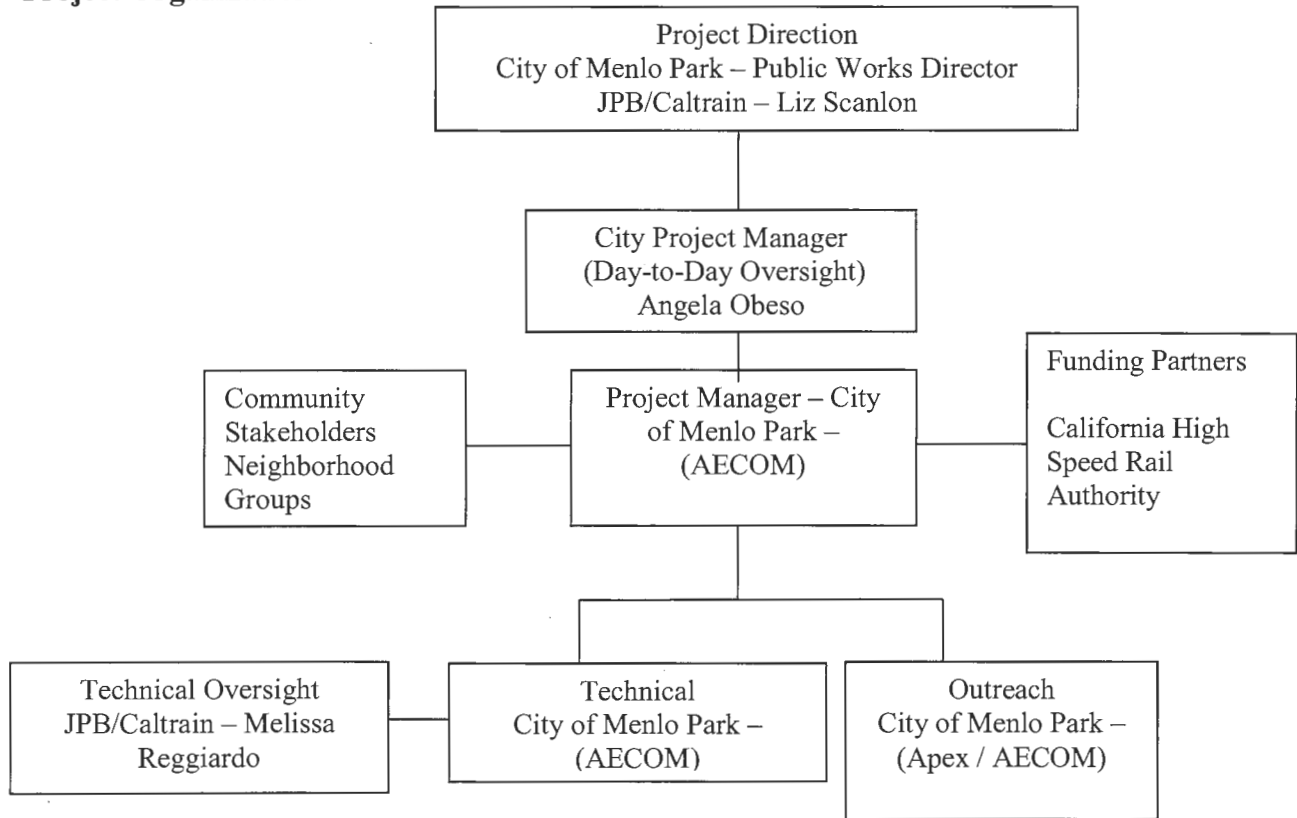 Project Direction
City of Menlo Park – Public Works Director
JPB/Caltrain – Liz Scanlon
City Project Manager
(Day-to-Day Oversight)
Angela Obeso
Community
Stakeholders
Neighborhood
Groups
Project Manager – City
of Menlo Park –
(AECOM)
Funding Partners
California High
Speed Rail
Authority
Technical Oversight
JPB/Caltrain – Melissa
Reggiardo
Technical
City of Menlo Park –
(AECOM)
Outreach
City of Menlo Park –
(Apex / AECOM)